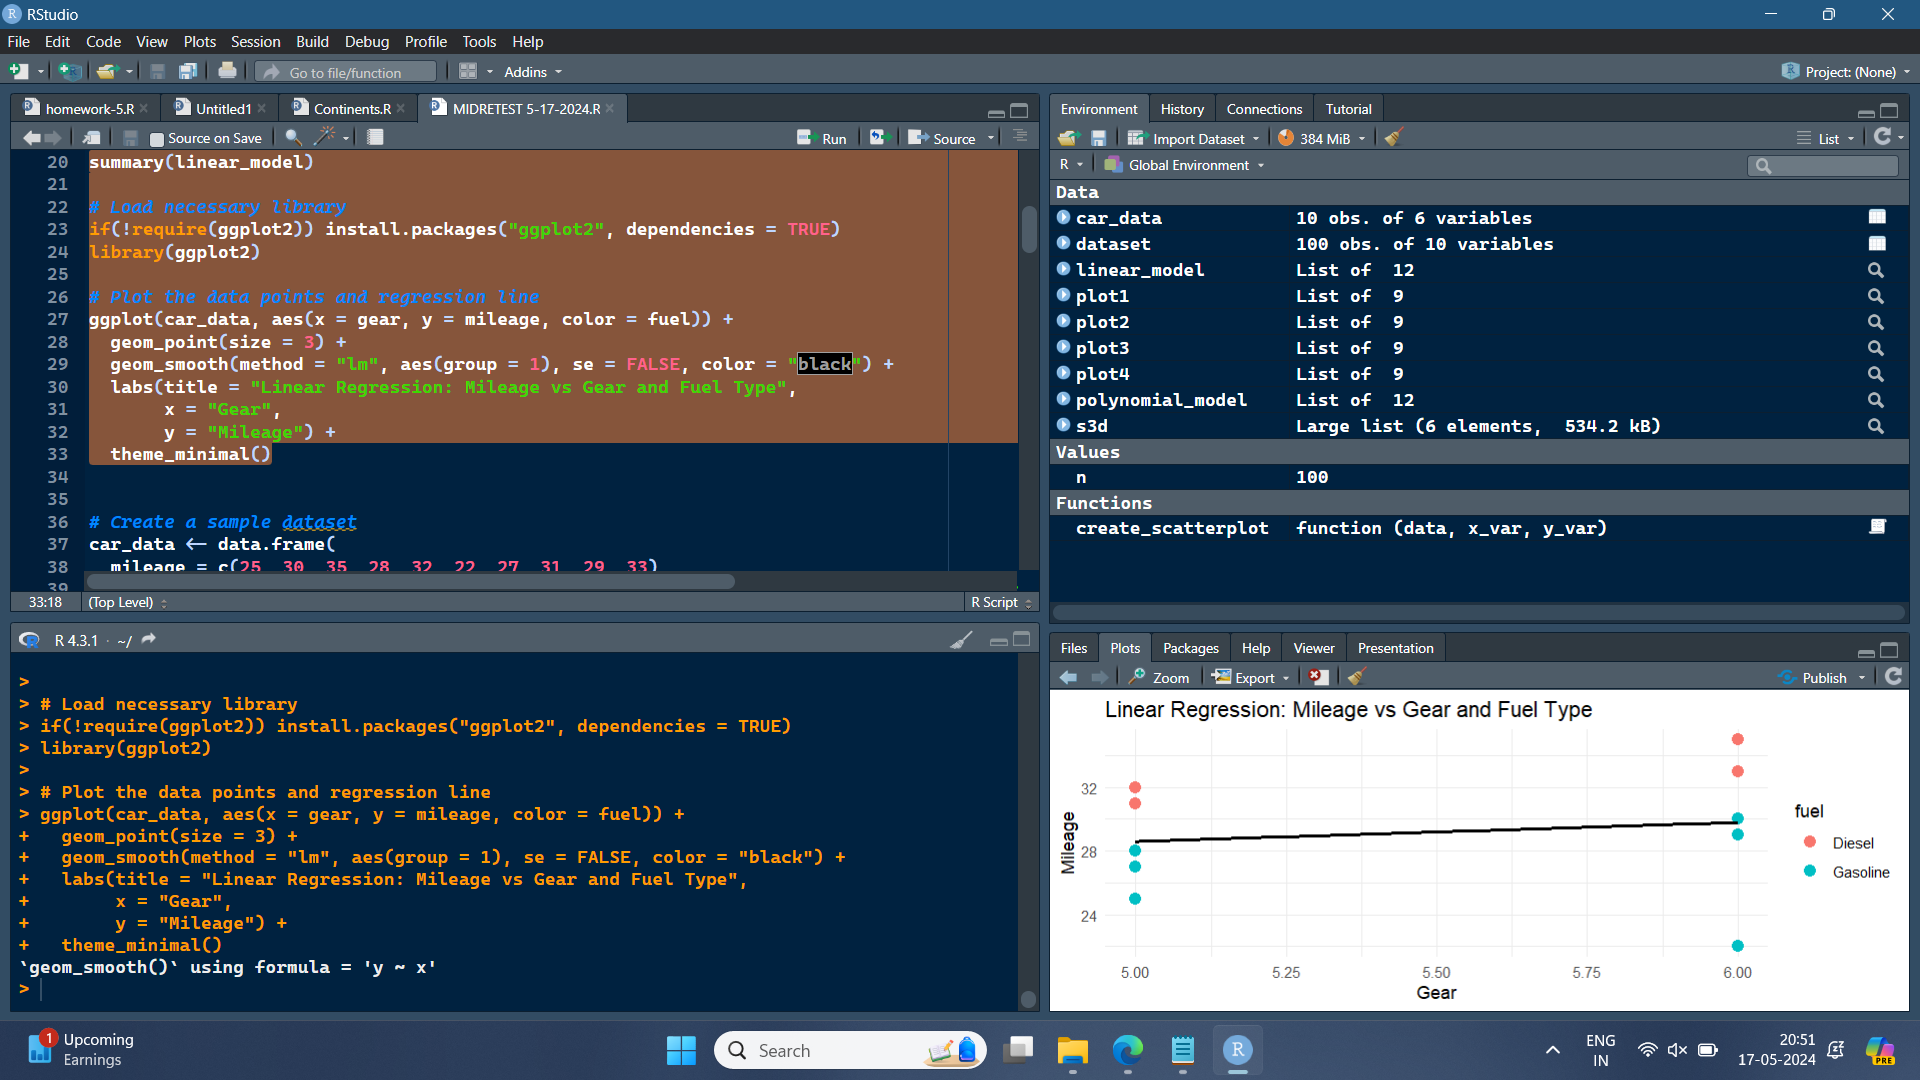 RStudio
File Edit Code View Plots Session Build Debug Profile Tools Help
Go to file/function Addins Project: (None)
homework-5.R Untitled1 Continents.R MIDRETEST 5-17-2024.R
Source on Save Run Source
20 summary(linear_model)
21
22 # Load necessary library
23 if(!require(ggplot2)) install.packages("ggplot2", dependencies = TRUE)
24 library(ggplot2)
25
26 # Plot the data points and regression line
27 ggplot(car_data, aes(x = gear, y = mileage, color = fuel)) +
28   geom_point(size = 3) +
29   geom_smooth(method = "lm", aes(group = 1), se = FALSE, color = "black") +
30   labs(title = "Linear Regression: Mileage vs Gear and Fuel Type",
31        x = "Gear",
32        y = "Mileage") +
33   theme_minimal()
34
35
36 # Create a sample dataset
37 car_data <- data.frame(
38   mileage = c(25, 30, 35, 28, 32, 22, 27, 31, 29, 33)
39
33:18 (Top Level) R Script
R 4.3.1 · ~/
>
> # Load necessary library
> if(!require(ggplot2)) install.packages("ggplot2", dependencies = TRUE)
> library(ggplot2)
>
> # Plot the data points and regression line
> ggplot(car_data, aes(x = gear, y = mileage, color = fuel)) +
+   geom_point(size = 3) +
+   geom_smooth(method = "lm", aes(group = 1), se = FALSE, color = "black") +
+   labs(title = "Linear Regression: Mileage vs Gear and Fuel Type",
+        x = "Gear",
+        y = "Mileage") +
+   theme_minimal()
`geom_smooth()` using formula = 'y ~ x'
>
Environment History Connections Tutorial
Import Dataset 384 MiB List
R Global Environment
Data
car_data 10 obs. of 6 variables
dataset 100 obs. of 10 variables
linear_model List of 12
plot1 List of 9
plot2 List of 9
plot3 List of 9
plot4 List of 9
polynomial_model List of 12
s3d Large list (6 elements, 534.2 kB)
Values
n 100
Functions
create_scatterplot function (data, x_var, y_var)
Files Plots Packages Help Viewer Presentation
Zoom Export Publish
Linear Regression: Mileage vs Gear and Fuel Type
32
28
24
Mileage
5.00 5.25 5.50 5.75 6.00
Gear
fuel
Diesel
Gasoline
1
Upcoming
Earnings
Search
R
ENG
IN
20:51
17-05-2024
PRE